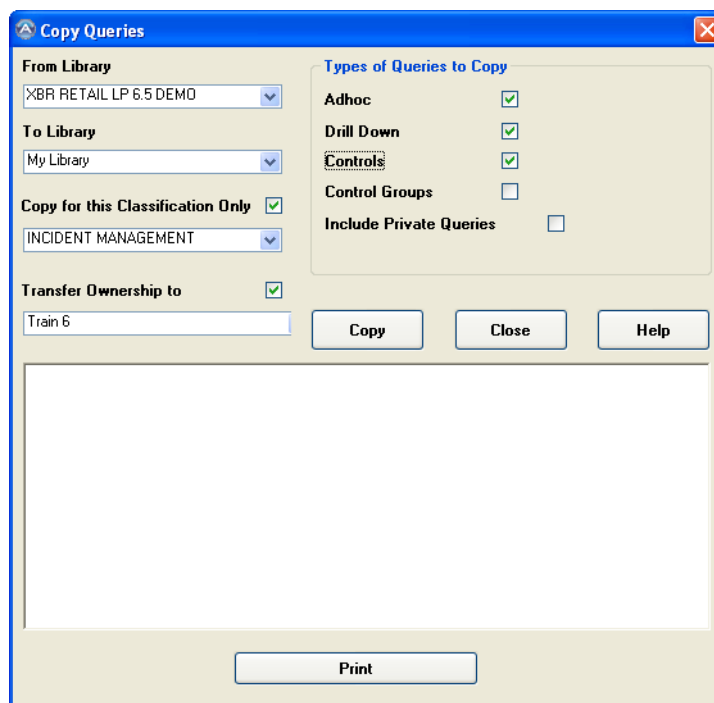 Copy Queries
From Library
XBR RETAIL LP 6.5 DEMO
To Library
My Library
Copy for this Classification Only
INCIDENT MANAGEMENT
Transfer Ownership to
Train 6
Types of Queries to Copy
Adhoc
Drill Down
Controls
Control Groups
Include Private Queries
Copy
Close
Help
Print